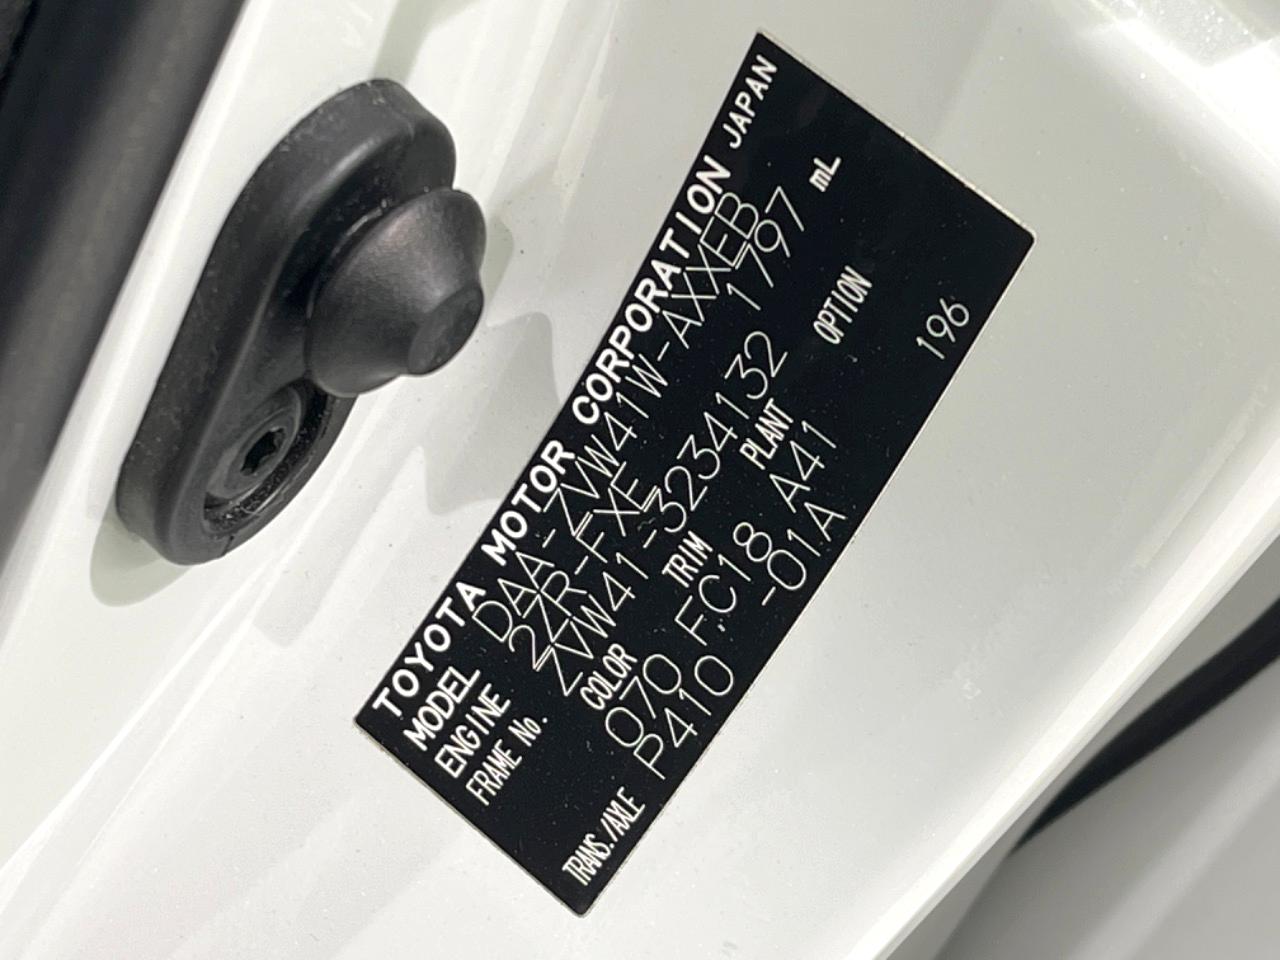 TOYOTA MOTOR CORPORATION JAPAN
MODEL DAA-ZVW41W-AXXEB
ENGINE 2ZR-FXE 1797 mL
FRAME No. ZVW41-3234132
COLOR TRIM PLANT OPTION
070 FC18 A41
TRANS./AXLE P410 -01A 196